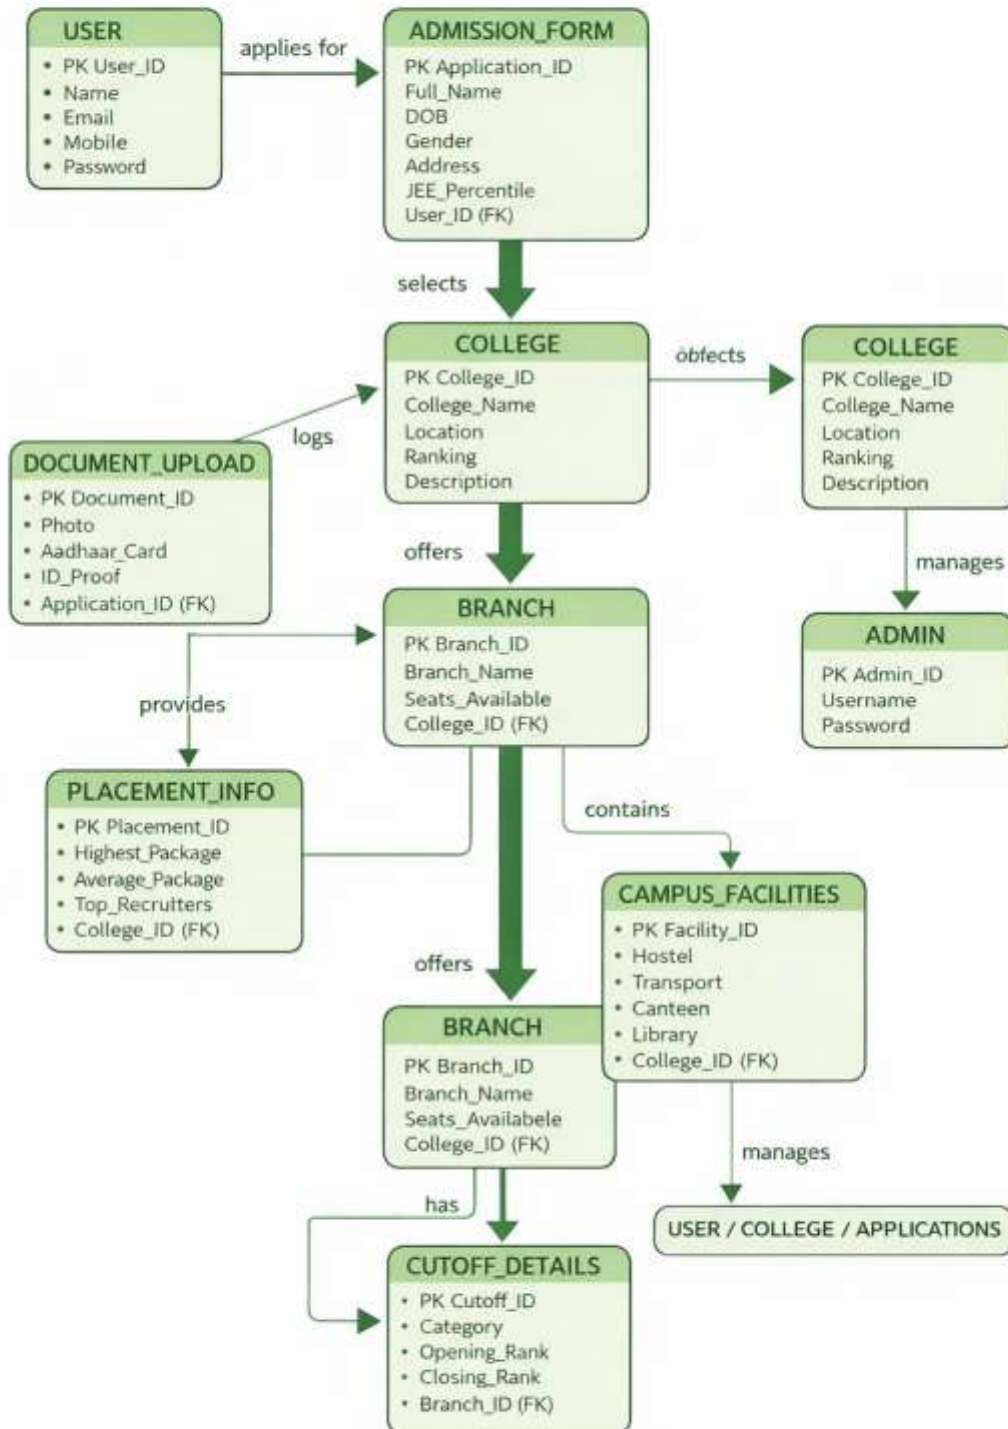 USER
• PK User_ID
• Name
• Email
• Mobile
• Password
applies for
ADMISSION_FORM
PK Application_ID
Full_Name
DOB
Gender
Address
JEE_Percentile
User_ID (FK)
selects
COLLEGE
PK College_ID
College_Name
Location
Ranking
Description
obfects
COLLEGE
PK College_ID
College_Name
Location
Ranking
Description
logs
DOCUMENT_UPLOAD
• PK Document_ID
• Photo
• Aadhaar_Card
• ID_Proof
• Application_ID (FK)
offers
manages
BRANCH
PK Branch_ID
Branch_Name
Seats_Available
College_ID (FK)
ADMIN
PK Admin_ID
Username
Password
provides
PLACEMENT_INFO
• PK Placement_ID
• Highest_Package
• Average_Package
• Top_Recruiters
• College_ID (FK)
contains
CAMPUS_FACILITIES
• PK Facility_ID
• Hostel
• Transport
• Canteen
• Library
• College_ID (FK)
offers
BRANCH
PK Branch_ID
Branch_Name
Seats_Availabele
College_ID (FK)
manages
USER / COLLEGE / APPLICATIONS
has
CUTOFF_DETAILS
• PK Cutoff_ID
• Category
• Opening_Rank
• Closing_Rank
• Branch_ID (FK)